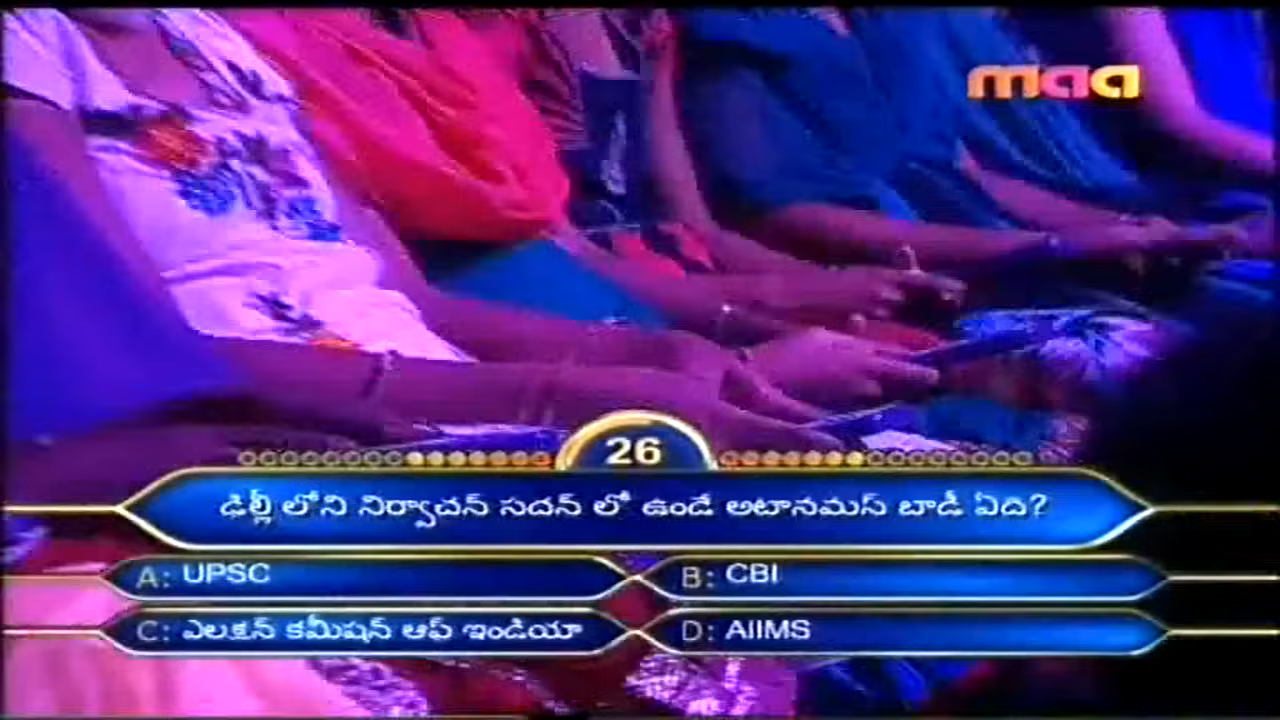 maa
26
ఢిల్లీ లోని నిర్వాచన్ సదన్ లో ఉండే అటానమస్ బాడీ ఏది?
A: UPSC
B: CBI
C: ఎలక్షన్ కమీషన్ ఆఫ్ ఇండియా
D: AIIMS